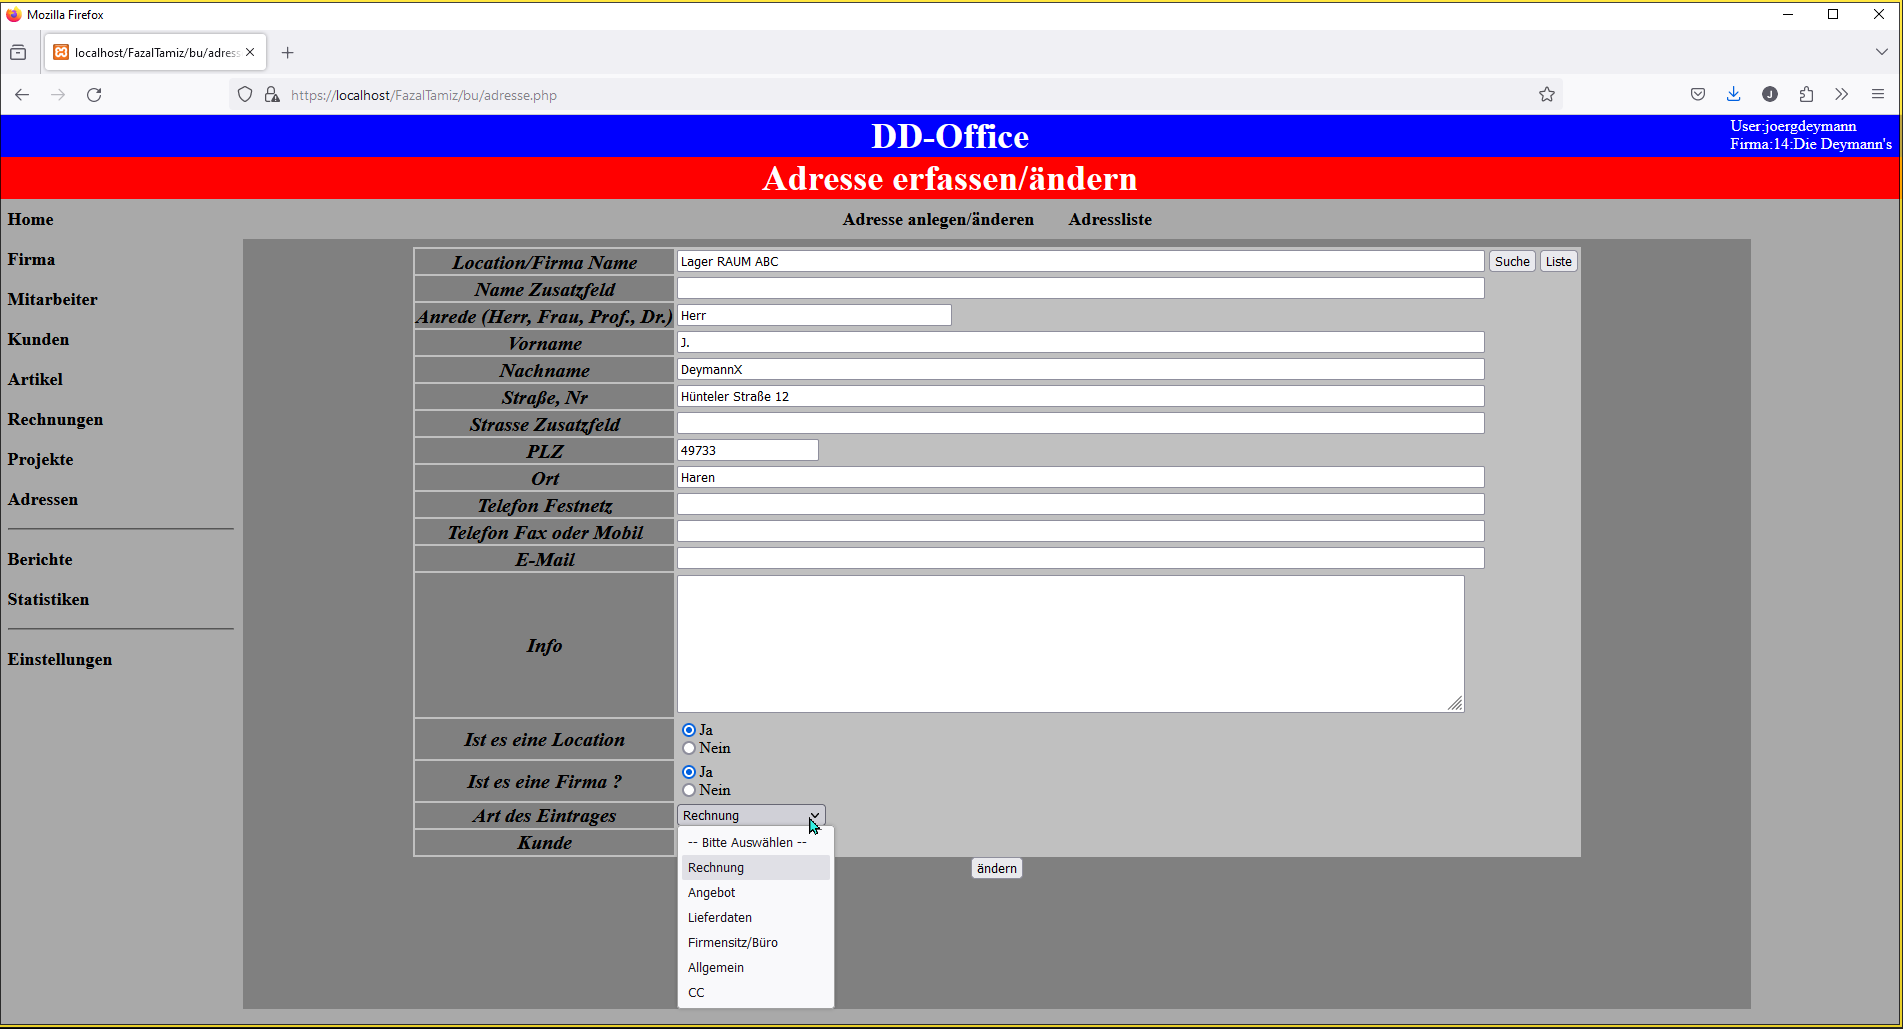 Mozilla Firefox
localhost/FazalTamiz/bu/adress
https://localhost/FazalTamiz/bu/adresse.php
J
DD-Office
User:joergdeymann
Firma:14:Die Deymann's
Adresse erfassen/ändern
Home
Adresse anlegen/änderen Adressliste
Firma
Mitarbeiter
Kunden
Artikel
Rechnungen
Projekte
Adressen
Berichte
Statistiken
Einstellungen
Location/Firma Name Lager RAUM ABC Suche Liste
Name Zusatzfeld
Anrede (Herr, Frau, Prof., Dr.) Herr
Vorname J.
Nachname DeymannX
Straße, Nr Hünteler Straße 12
Strasse Zusatzfeld
PLZ 49733
Ort Haren
Telefon Festnetz
Telefon Fax oder Mobil
E-Mail
Info
Ist es eine Location Ja
Nein
Ist es eine Firma ? Ja
Nein
Art des Eintrages Rechnung
Kunde -- Bitte Auswählen --
Rechnung
ändern
Angebot
Lieferdaten
Firmensitz/Büro
Allgemein
CC